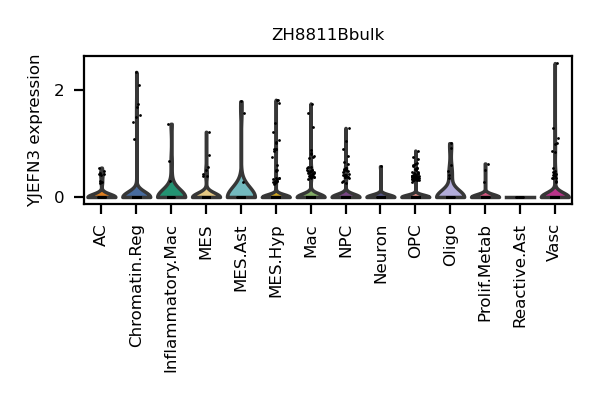 ZH8811Bbulk
YJEFN3 expression
2
0
AC
Chromatin.Reg
Inflammatory.Mac
MES
MES.Ast
MES.Hyp
Mac
NPC
Neuron
OPC
Oligo
Prolif.Metab
Reactive.Ast
Vasc